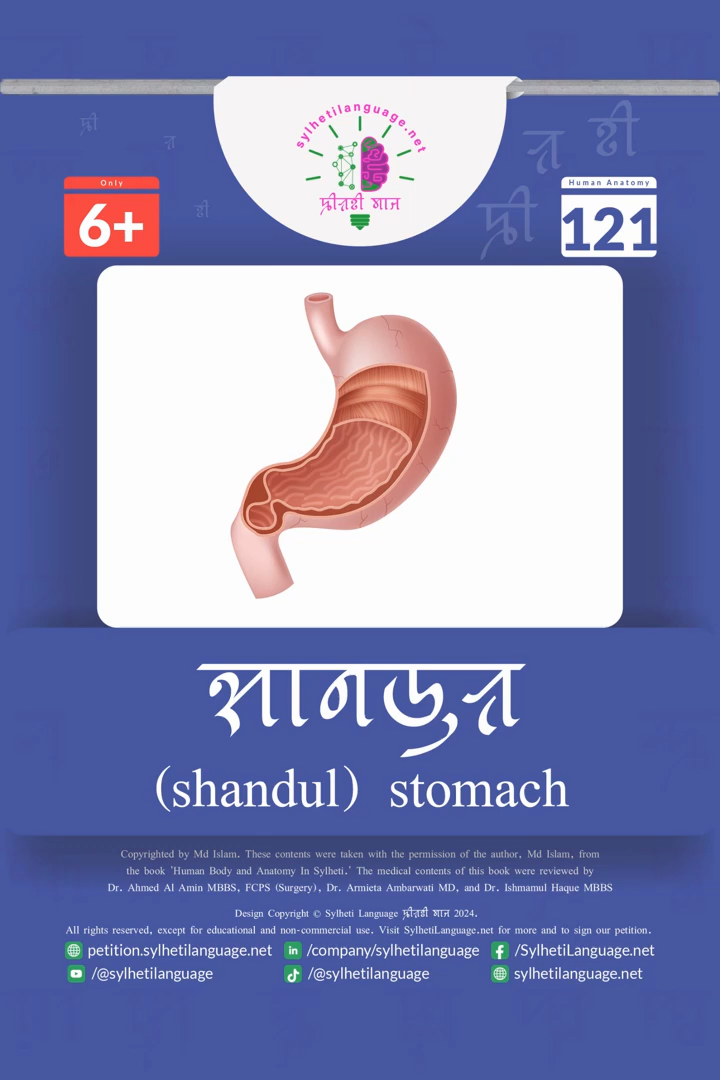 sylhetilanguage.net
ꠍꠤꠟꠐꠤ ꠝꠣꠔ
Only
6+
Human Anatomy
121
ꠡꠣꠘꠒꠥꠟ
(shandul) stomach
Copyrighted by Md Islam. These contents were taken with the permission of the author, Md Islam, from
the book 'Human Body and Anatomy In Sylheti.' The medical contents of this book were reviewed by
Dr. Ahmed Al Amin MBBS, FCPS (Surgery), Dr. Armieta Ambarwati MD, and Dr. Ishmamul Haque MBBS
Design Copyright © Sylheti Language ꠍꠤꠟꠐꠤ ꠝꠣꠔ 2024.
All rights reserved, except for educational and non-commercial use. Visit SylhetiLanguage.net for more and to sign our petition.
petition.sylhetilanguage.net /company/sylhetilanguage /SylhetiLanguage.net
/@sylhetilanguage /@sylhetilanguage sylhetilanguage.net